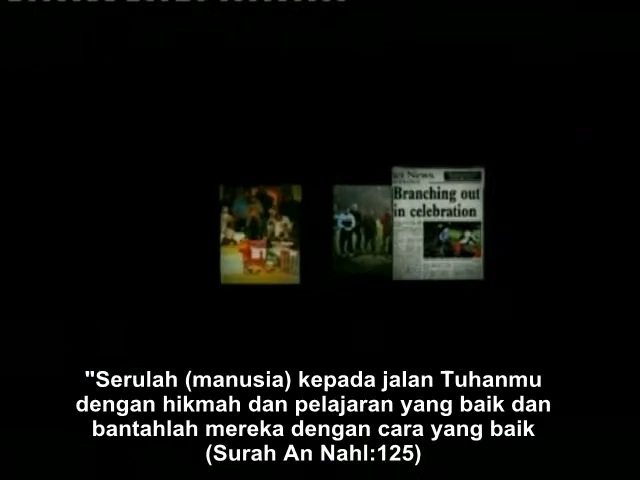 Branching out
in celebration
"Serulah (manusia) kepada jalan Tuhanmu
dengan hikmah dan pelajaran yang baik dan
bantahlah mereka dengan cara yang baik
(Surah An Nahl:125)